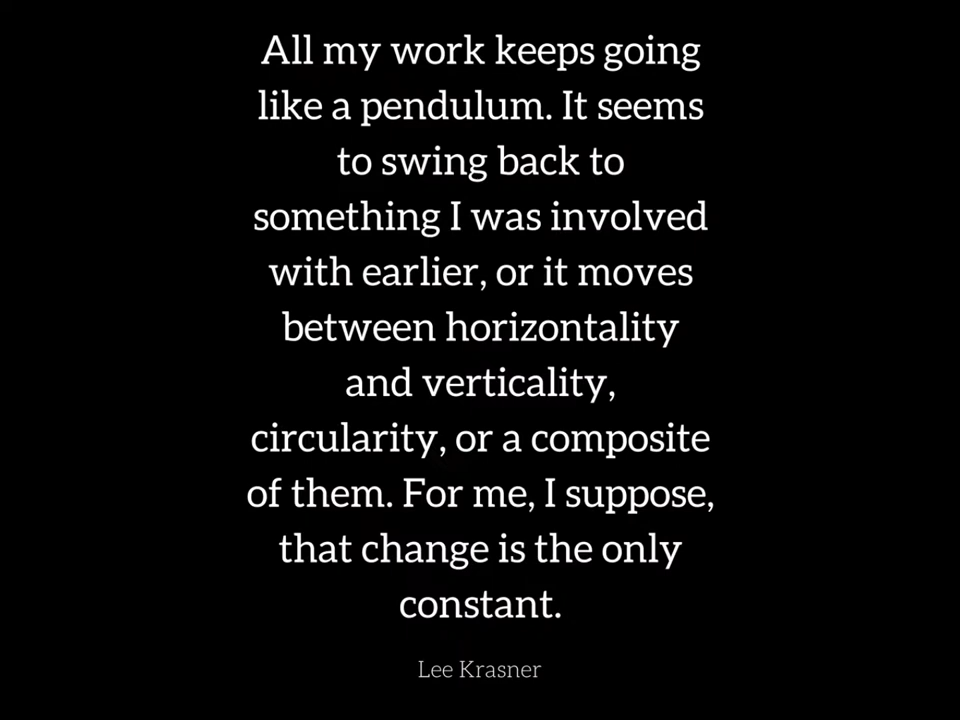 All my work keeps going
like a pendulum. It seems
to swing back to
something I was involved
with earlier, or it moves
between horizontality
and verticality,
circularity, or a composite
of them. For me, I suppose,
that change is the only
constant.
Lee Krasner